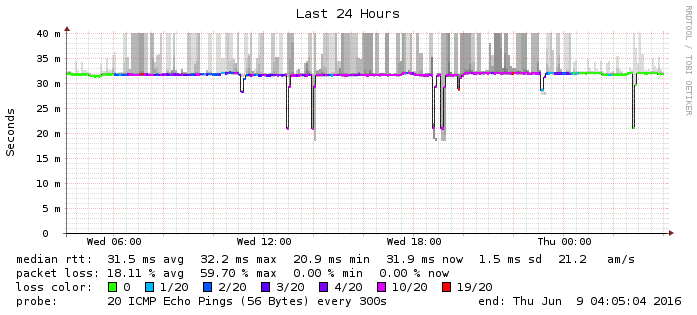 Last 24 Hours
RRDTOOL / TOBI OETIKER
Seconds
40 m
35 m
30 m
25 m
20 m
15 m
10 m
5 m
0
Wed 06:00 Wed 12:00 Wed 18:00 Thu 00:00
median rtt: 31.5 ms avg 32.2 ms max 20.9 ms min 31.9 ms now 1.5 ms sd 21.2 am/s
packet loss: 18.11 % avg 59.70 % max 0.00 % min 0.00 % now
loss color: 0 1/20 2/20 3/20 4/20 10/20 19/20
probe: 20 ICMP Echo Pings (56 Bytes) every 300s end: Thu Jun 9 04:05:04 2016